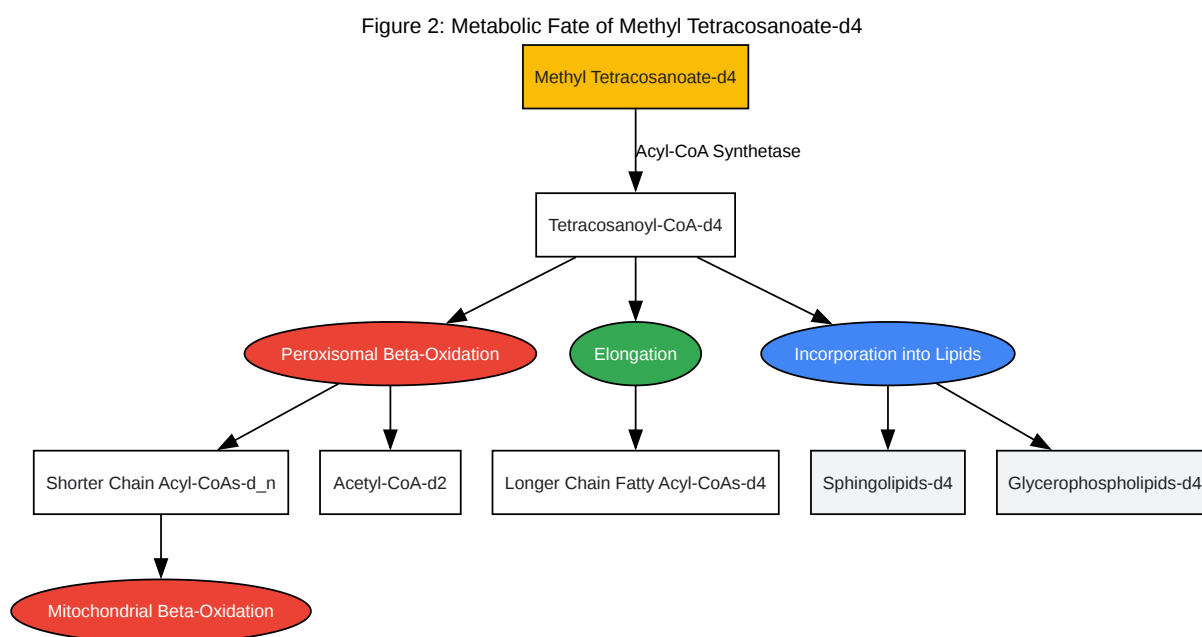 Figure 2: Metabolic Fate of Methyl Tetracosanoate-d4
Methyl Tetracosanoate-d4
Acyl-CoA Synthetase
Tetracosanoyl-CoA-d4
Peroxisomal Beta-Oxidation
Elongation
Incorporation into Lipids
Shorter Chain Acyl-CoAs-d_n
Acetyl-CoA-d2
Longer Chain Fatty Acyl-CoAs-d4
Sphingolipids-d4
Glycerophospholipids-d4
Mitochondrial Beta-Oxidation